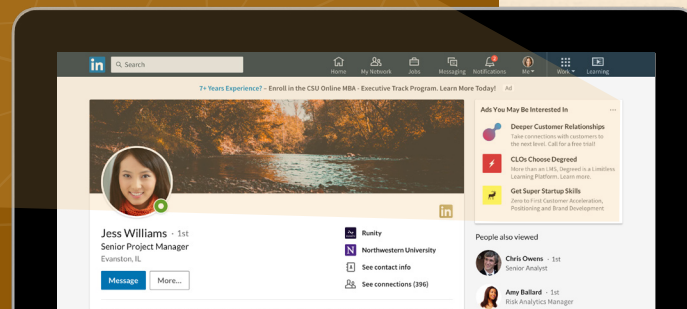 in
Search
Home
My Network
Jobs
Messaging
Notifications
Me
Work
Learning
7+ Years Experience? – Enroll in the CSU Online MBA - Executive Track Program. Learn More Today! Ad
in
Jess Williams · 1st
Senior Project Manager
Evanston, IL
Message
More...
Runity
N Northwestern University
See contact info
See connections (396)
Ads You May Be Interested In ...
Deeper Customer Relationships
Take connections with customers to
the next level. Call for a free trial!
CLOs Choose Degreed
More than an LMS, Degreed is a Limitless
Learning Platform. Learn more.
Get Super Startup Skills
Zero to First Customer Acceleration,
Positioning and Brand Development
People also viewed
Chris Owens · 1st
Senior Analyst
Amy Ballard · 1st
Risk Analytics Manager